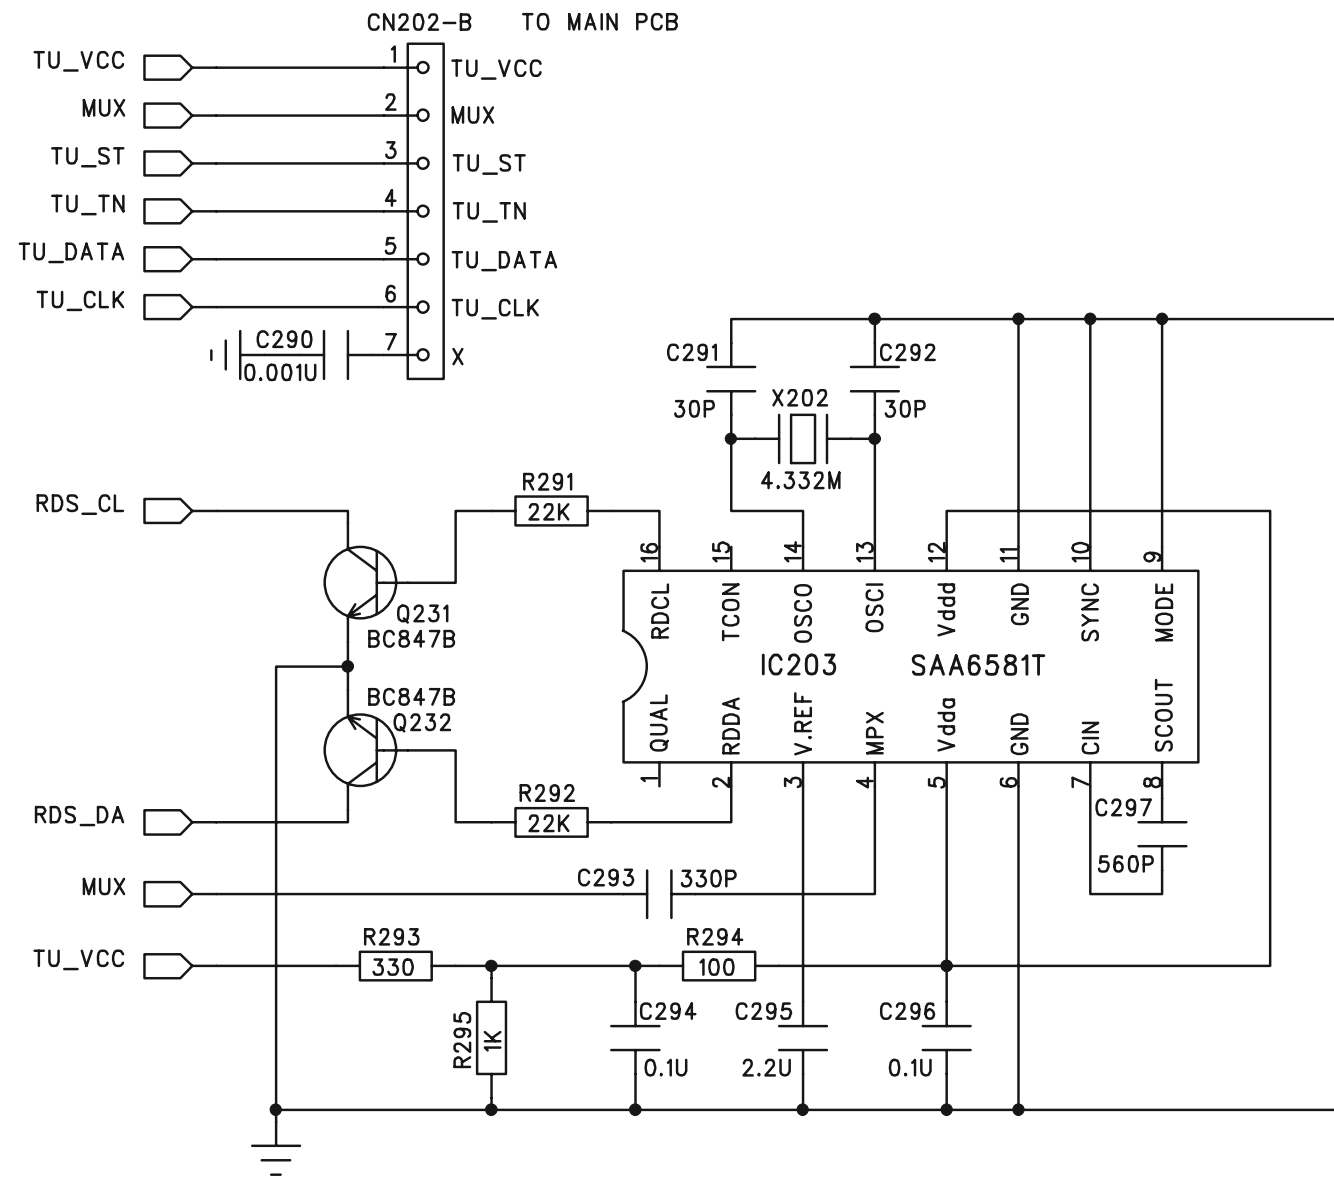 CN202-B TO MAIN PCB
TU_VCC 1 TU_VCC
MUX 2 MUX
TU_ST 3 TU_ST
TU_TN 4 TU_TN
TU_DATA 5 TU_DATA
TU_CLK 6 TU_CLK
C290 7 X
0.001U
C291 C292
X202
30P 30P
4.332M
RDS_CL
R291
22K
16 15 14 13 12 11 10 9
RDCL TCON OSCO OSCI Vddd GND SYNC MODE
Q231
BC847B
IC203 SAA6581T
BC847B
Q232
QUAL RDDA V.REF MPX Vdda GND CIN SCOUT
1 2 3 4 5 6 7 8
R292
22K
RDS_DA
C297
560P
MUX
C293 330P
TU_VCC
R293
330
R294
100
R295
1K
C294 C295 C296
0.1U 2.2U 0.1U